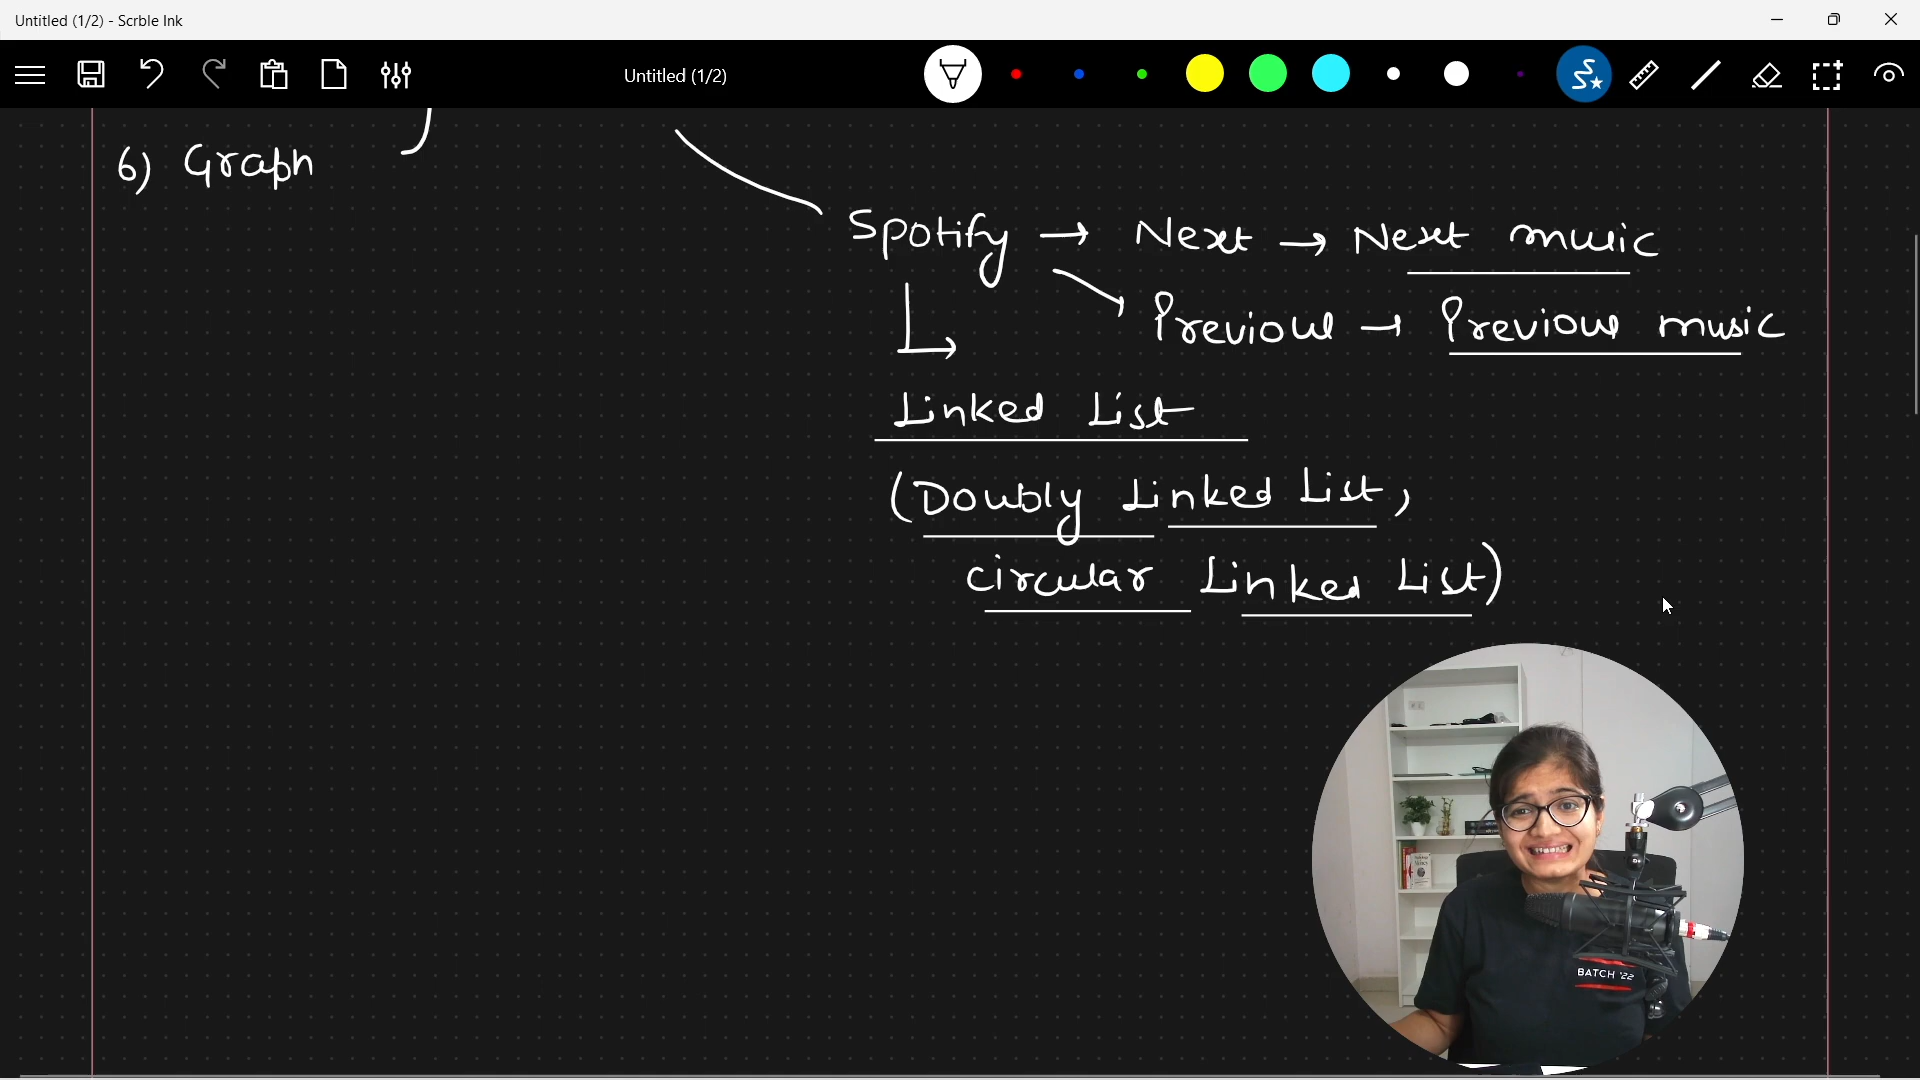 Untitled (1/2) - Scrble Ink
Untitled (1/2)
6) Graph
Spotify → Next → Next music
Previous → Previous music
Linked List
(Doubly Linked List,
circular Linked List)
BATCH '22